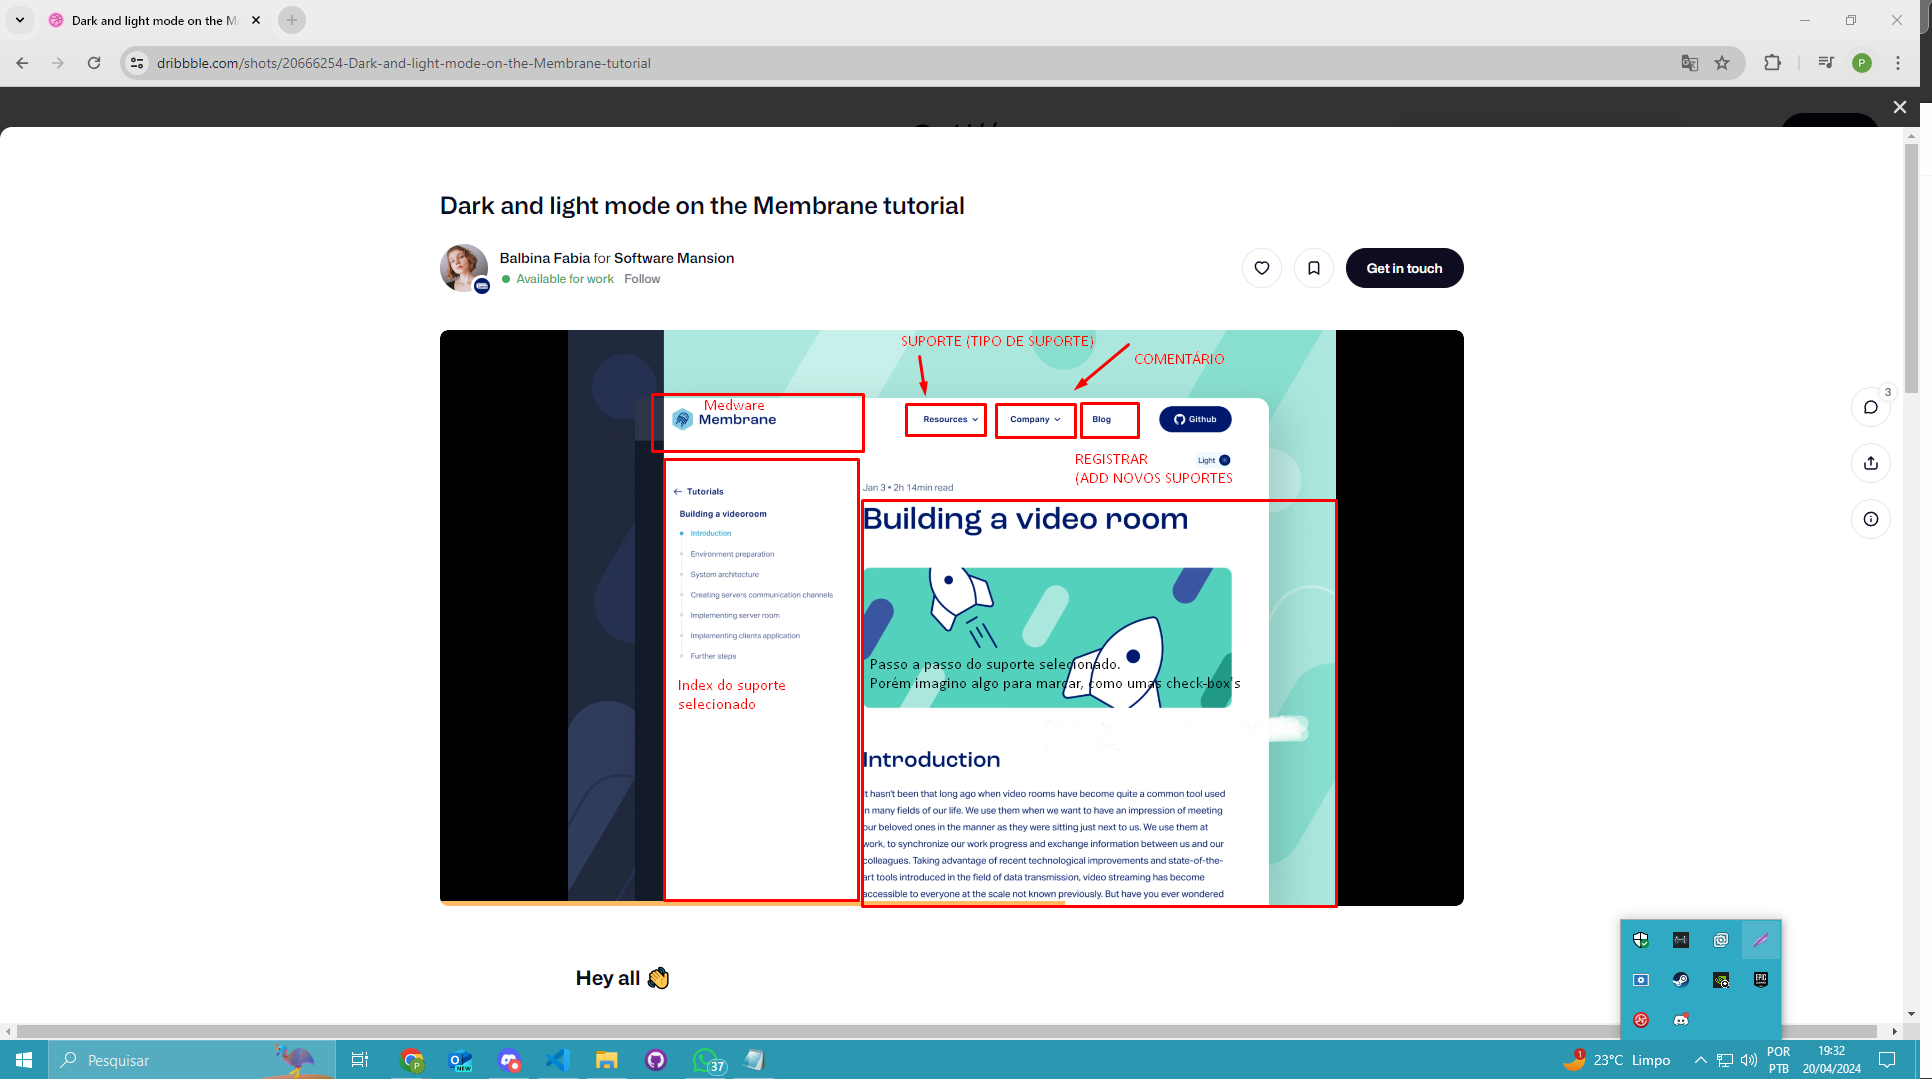 Dark and light mode on the M
dribbble.com/shots/20666254-Dark-and-light-mode-on-the-Membrane-tutorial
P
Dark and light mode on the Membrane tutorial
Balbina Fabia for Software Mansion
Available for work Follow
Get in touch
SUPORTE (TIPO DE SUPORTE)
COMENTÁRIO
Medware
Membrane
Resources
Company
Blog
Github
REGISTRAR
(ADD NOVOS SUPORTES
Light
Tutorials
Building a videoroom
Introduction
Environment preparation
System architecture
Creating servers communication channels
Implementing server room
Implementing clients application
Further steps
Index do suporte
selecionado
Jan 3 • 2h 14min read
Building a video room
Passo a passo do suporte selecionado.
Porém imagino algo para marcar, como umas check-box's
Introduction
It hasn't been that long ago when video rooms have become quite a common tool used
in many fields of our life. We use them when we want to have an impression of meeting
our beloved ones in the manner as they were sitting just next to us. We use them at
work, to synchronize our work progress and exchange information between us and our
colleagues. Taking advantage of recent technological improvements and state-of-the-
art tools introduced in the field of data transmission, video streaming has become
accessible to everyone at the scale not known previously. But have you ever wondered
3
Hey all
EPIC
Pesquisar
P
NEW
37
1
23°C Limpo
POR
PTB
19:32
20/04/2024